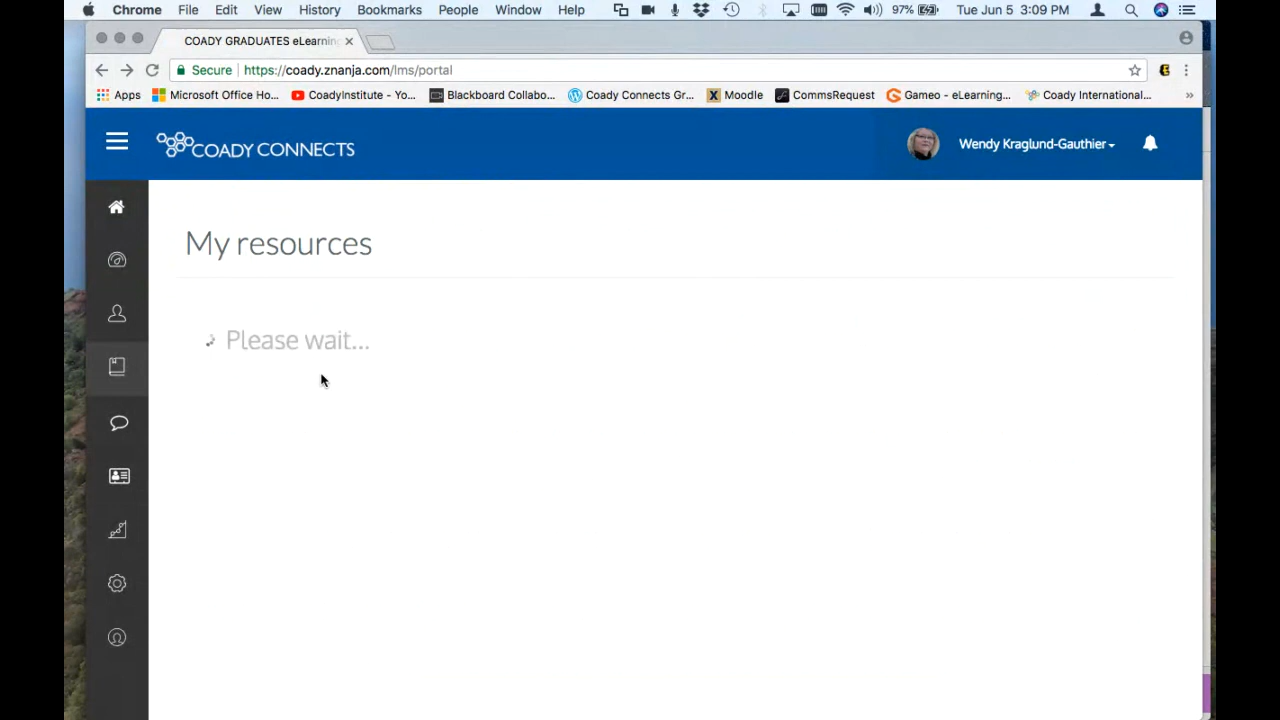 Chrome File Edit View History Bookmarks People Window Help 97% Tue Jun 5 3:09 PM
COADY GRADUATES eLearning
Secure https://coady.znanja.com/lms/portal
Apps Microsoft Office Ho... CoadyInstitute - Yo... Blackboard Collabo... Coady Connects Gr... Moodle CommsRequest Gameo - eLearning... Coady International... »
COADY CONNECTS Wendy Kraglund-Gauthier
My resources
Please wait...